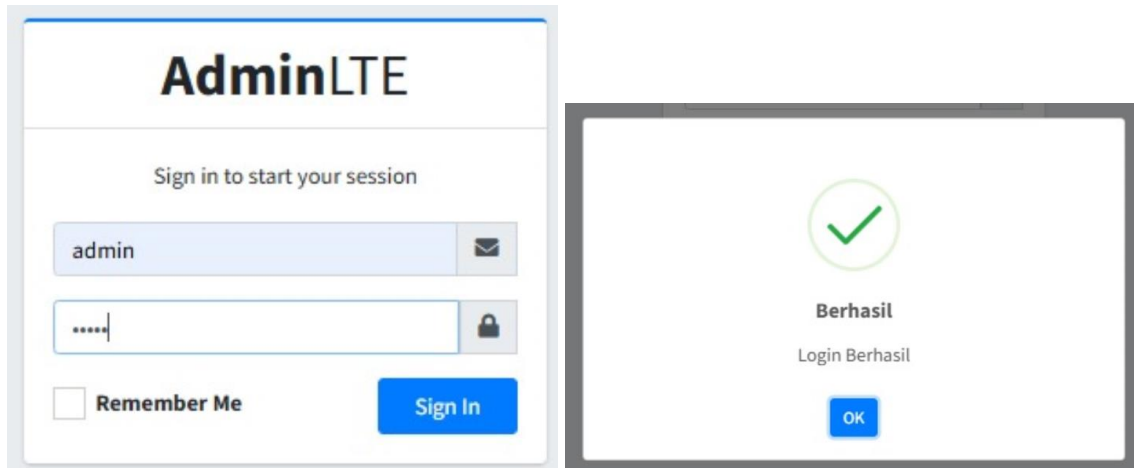 AdminLTE
Sign in to start your session
admin
•••••
Remember Me
Sign In
Berhasil
Login Berhasil
OK